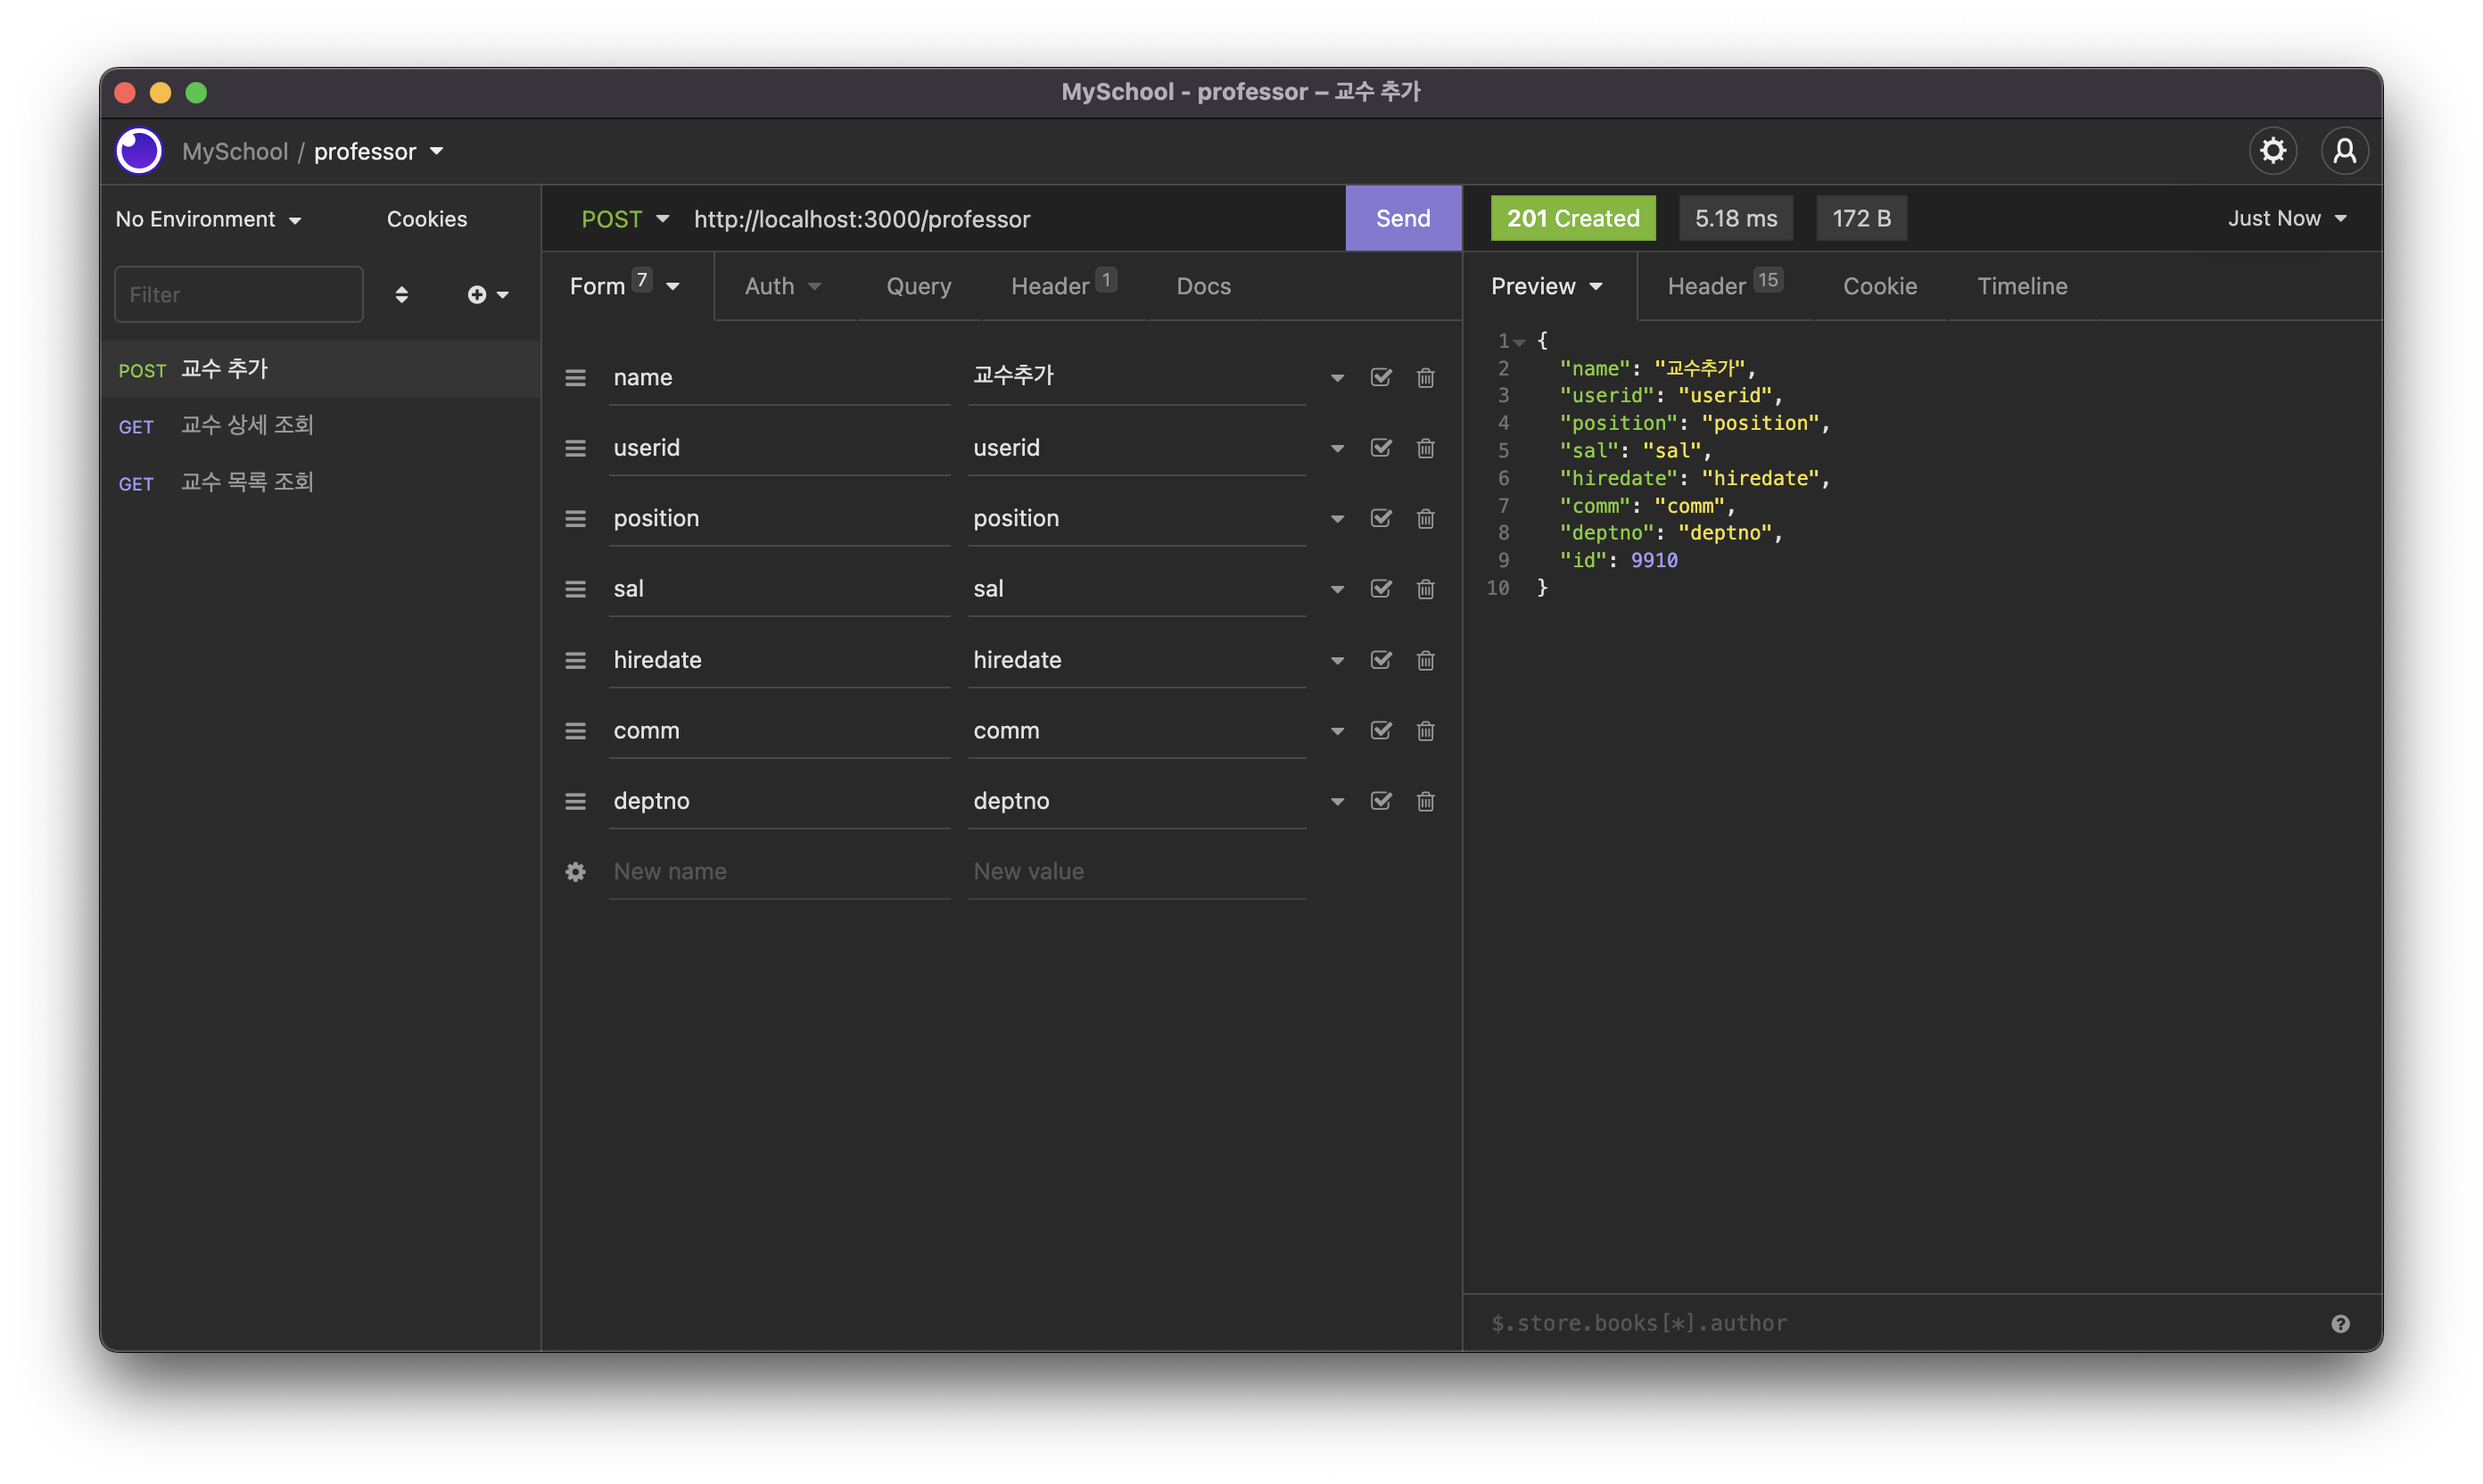 MySchool - professor – 교수 추가
MySchool / professor
No Environment
Cookies
Filter
POST 교수 추가
GET 교수 상세 조회
GET 교수 목록 조회
POST http://localhost:3000/professor Send
Form 7 Auth Query Header 1 Docs
name 교수추가
userid userid
position position
sal sal
hiredate hiredate
comm comm
deptno deptno
New name New value
201 Created 5.18 ms 172 B Just Now
Preview Header 15 Cookie Timeline
1 {
2 "name": "교수추가",
3 "userid": "userid",
4 "position": "position",
5 "sal": "sal",
6 "hiredate": "hiredate",
7 "comm": "comm",
8 "deptno": "deptno",
9 "id": 9910
10 }
$.store.books[*].author